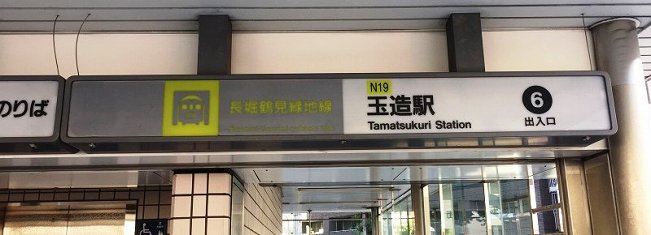 のりば
長堀鶴見緑地線
N19
玉造駅
Tamatsukuri Station
6
出入口